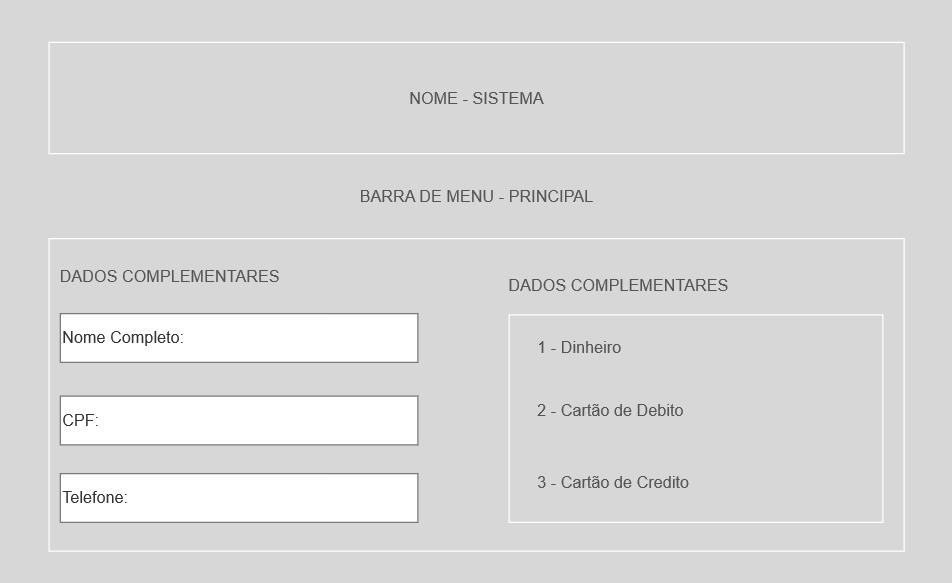 NOME - SISTEMA
BARRA DE MENU - PRINCIPAL
DADOS COMPLEMENTARES
Nome Completo:
CPF:
Telefone:
DADOS COMPLEMENTARES
1 - Dinheiro
2 - Cartão de Debito
3 - Cartão de Credito